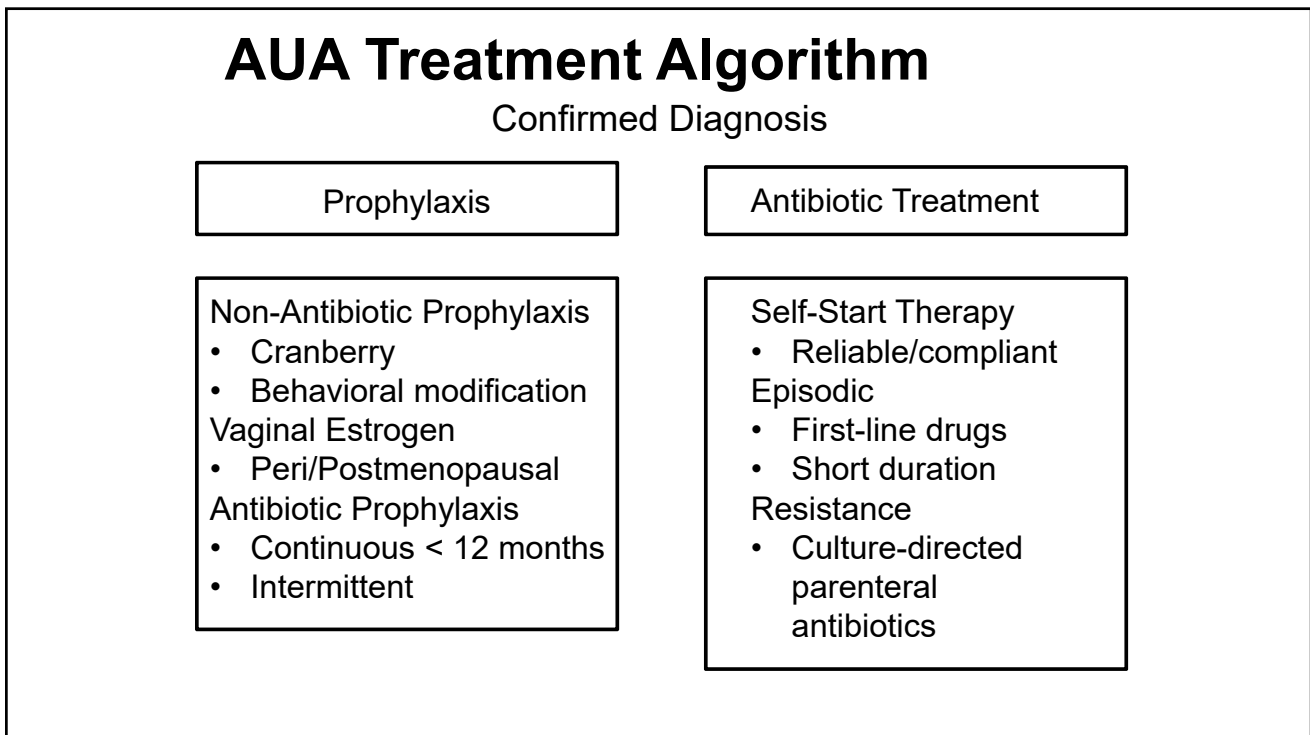 AUA Treatment Algorithm
Confirmed Diagnosis
Prophylaxis
Non-Antibiotic Prophylaxis
• Cranberry
• Behavioral modification
Vaginal Estrogen
• Peri/Postmenopausal
Antibiotic Prophylaxis
• Continuous < 12 months
• Intermittent
Antibiotic Treatment
Self-Start Therapy
• Reliable/compliant
Episodic
• First-line drugs
• Short duration
Resistance
• Culture-directed
parenteral
antibiotics